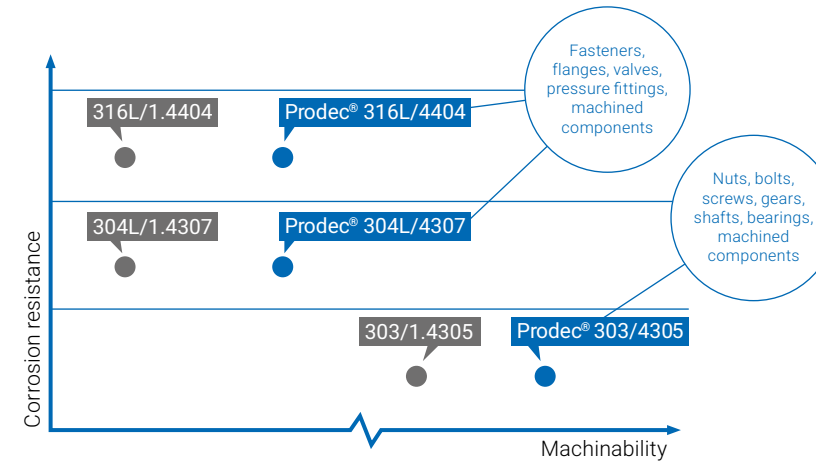 Fasteners,
flanges, valves,
pressure fittings,
machined
components
316L/1.4404
Prodec® 316L/4404
Nuts, bolts,
screws, gears,
shafts, bearings,
machined
components
304L/1.4307
Prodec® 304L/4307
303/1.4305
Prodec® 303/4305
Corrosion resistance
Machinability